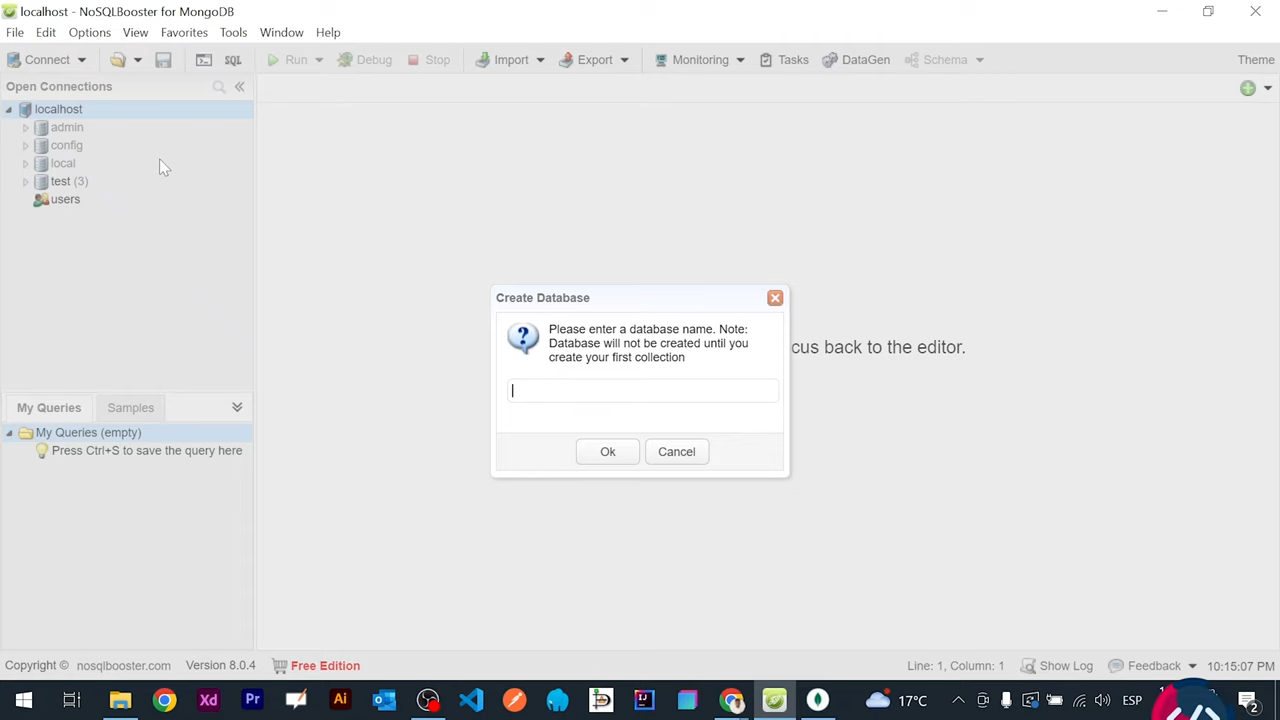 localhost - NoSQLBooster for MongoDB
File Edit Options View Favorites Tools Window Help
Connect SQL Run Debug Stop Import Export Monitoring Tasks DataGen Schema Theme
Open Connections
localhost
admin
config
local
test (3)
users
Create Database
Please enter a database name. Note:
Database will not be created until you
create your first collection
cus back to the editor.
Ok Cancel
My Queries Samples
My Queries (empty)
Press Ctrl+S to save the query here
Copyright © nosqlbooster.com Version 8.0.4 Free Edition Line: 1, Column: 1 Show Log Feedback 10:15:07 PM
Xd Pr Ai 17°C ESP 2